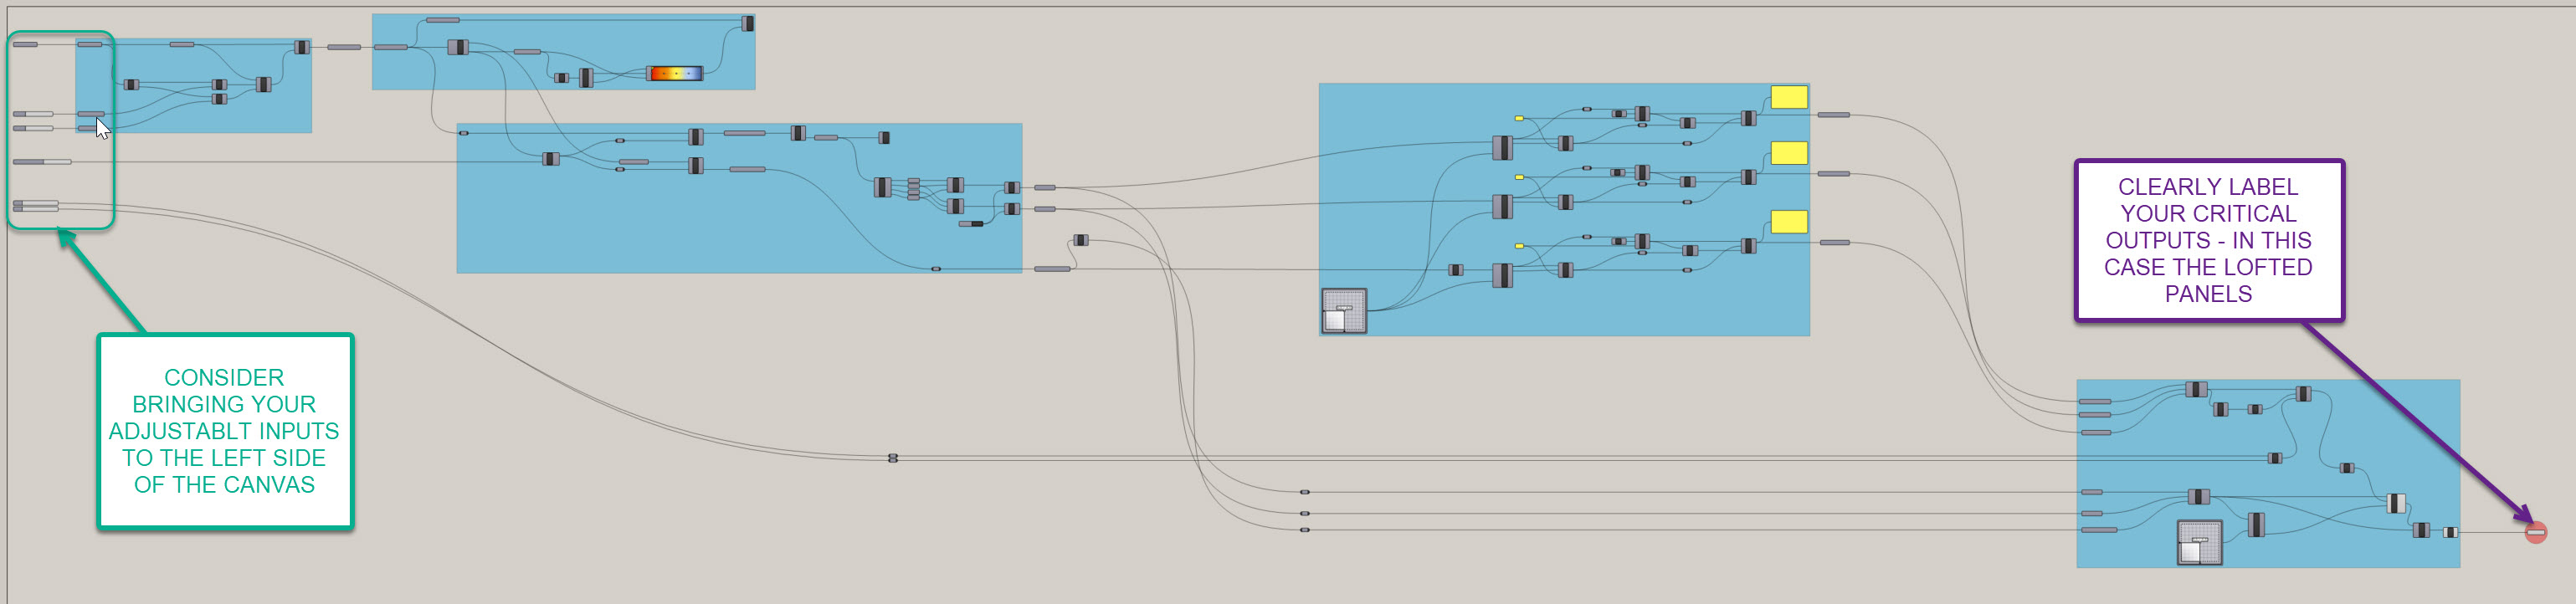 CONSIDER
BRINGING YOUR
ADJUSTABLT INPUTS
TO THE LEFT SIDE
OF THE CANVAS
CLEARLY LABEL
YOUR CRITICAL
OUTPUTS - IN THIS
CASE THE LOFTED
PANELS